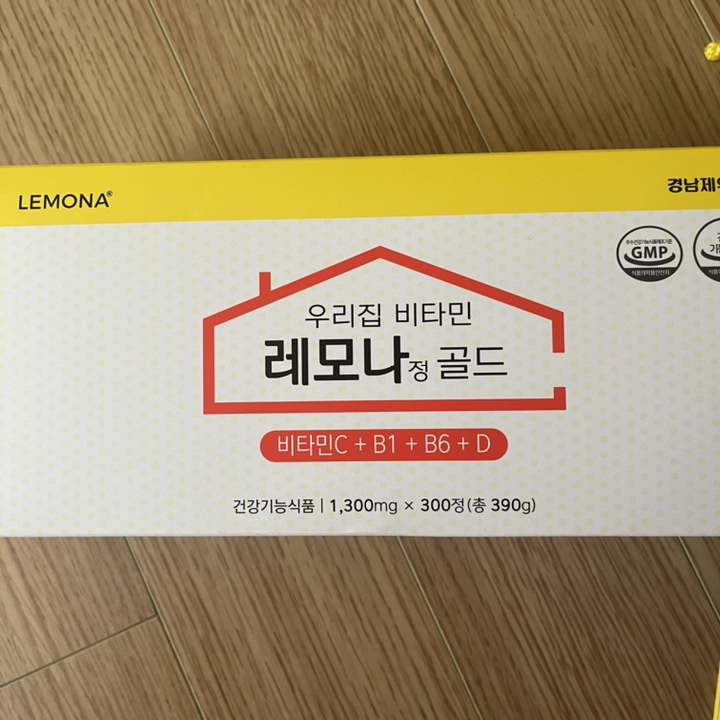 LEMONA®
경남제약
GMP
우리집 비타민
레모나정 골드
비타민C + B1 + B6 + D
건강기능식품 | 1,300mg × 300정(총 390g)